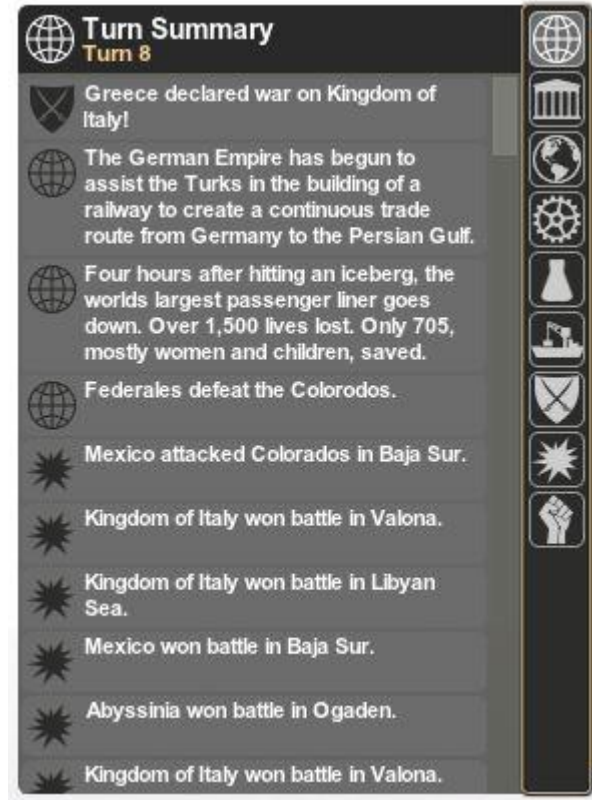 Turn Summary
Turn 8
Greece declared war on Kingdom of
Italy!
The German Empire has begun to
assist the Turks in the building of a
railway to create a continuous trade
route from Germany to the Persian Gulf.
Four hours after hitting an iceberg, the
worlds largest passenger liner goes
down. Over 1,500 lives lost. Only 705,
mostly women and children, saved.
Federales defeat the Colorodos.
Mexico attacked Colorados in Baja Sur.
Kingdom of Italy won battle in Valona.
Kingdom of Italy won battle in Libyan
Sea.
Mexico won battle in Baja Sur.
Abyssinia won battle in Ogaden.
Kingdom of Italy won battle in Valona.